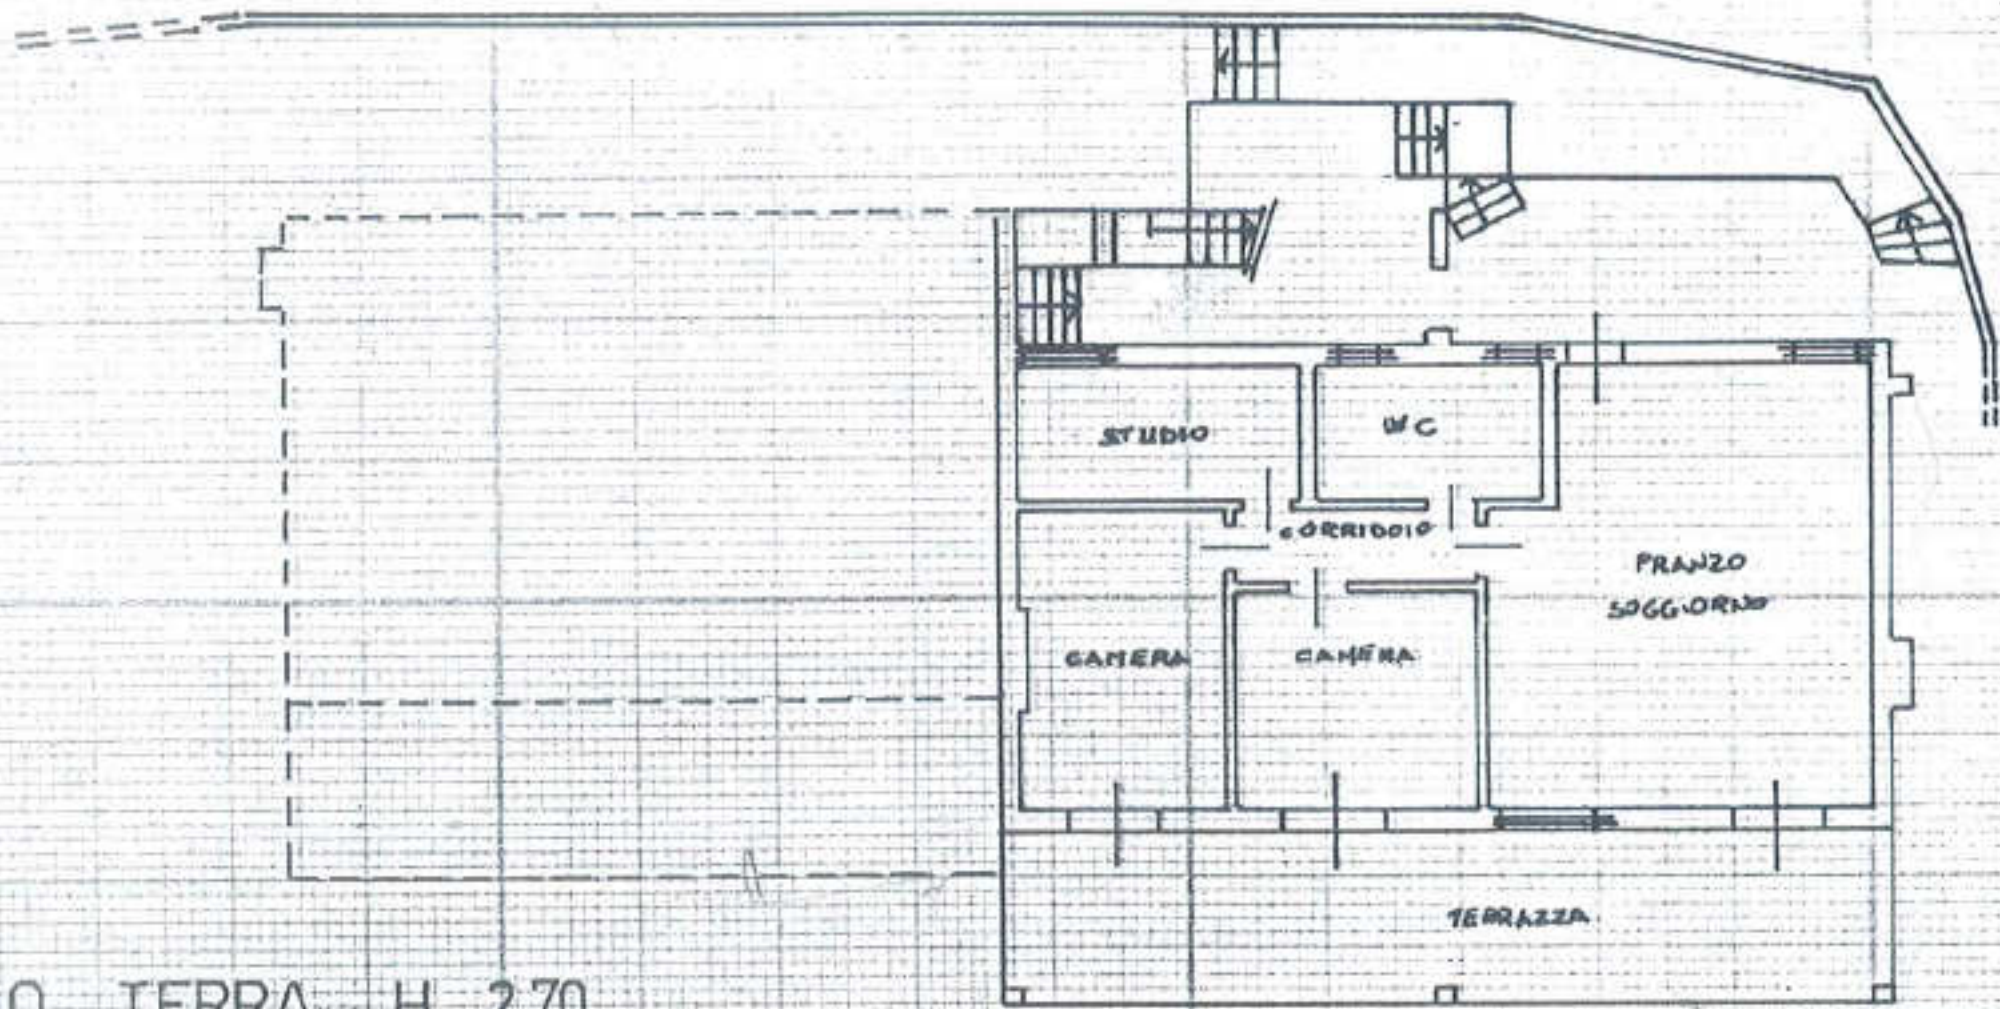 STUDIO
WC
CORRIDOIO
PRANZO
SOGGIORNO
CAMERA
CAMERA
TERRAZZA
O TERRA H 2.70